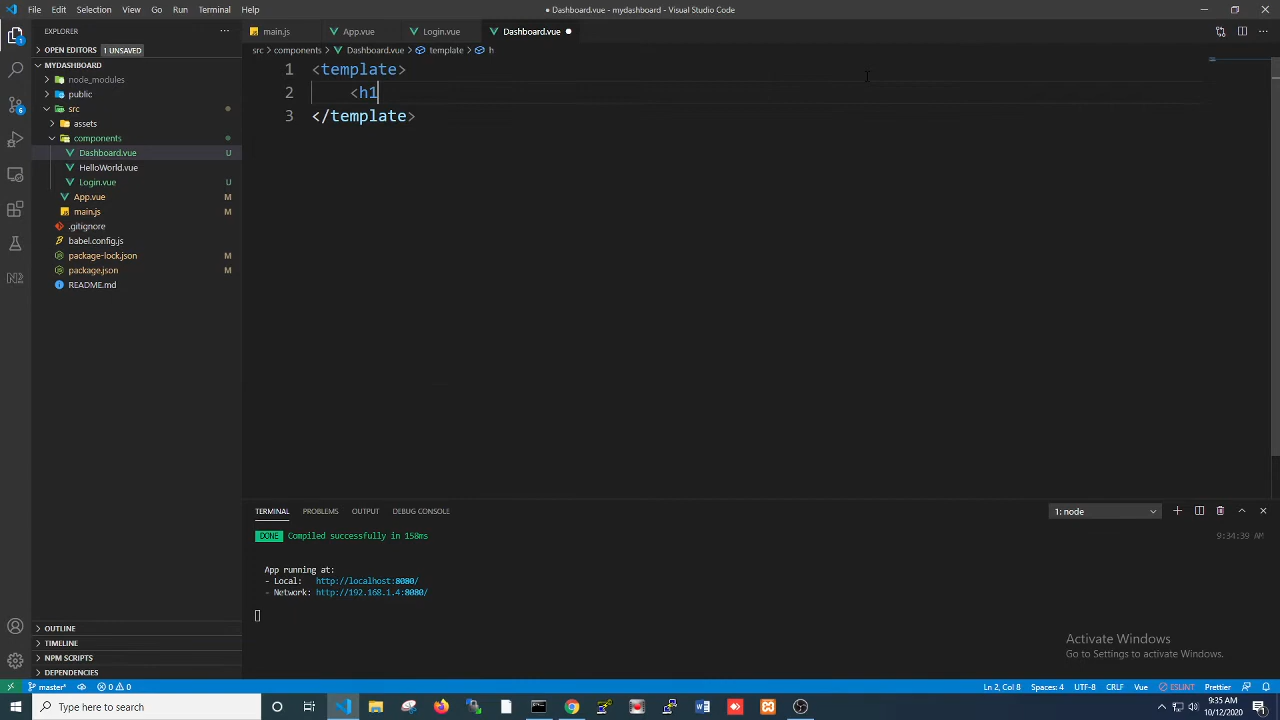 File Edit Selection View Go Run Terminal Help
● Dashboard.vue - mydashboard - Visual Studio Code
EXPLORER
main.js App.vue Login.vue Dashboard.vue
OPEN EDITORS 1 UNSAVED
src > components > Dashboard.vue > template > h
MYDASHBOARD
node_modules
public
src
assets
components
Dashboard.vue U
HelloWorld.vue
Login.vue U
App.vue M
main.js M
.gitignore
babel.config.js
package-lock.json M
package.json M
README.md
1 <template>
2 <h1
3 </template>
TERMINAL PROBLEMS OUTPUT DEBUG CONSOLE
1: node
DONE Compiled successfully in 158ms
9:34:39 AM
App running at:
- Local: http://localhost:8080/
- Network: http://192.168.1.4:8080/
OUTLINE
TIMELINE
NPM SCRIPTS
DEPENDENCIES
Activate Windows
Go to Settings to activate Windows.
master* 0 0
Ln 2, Col 8 Spaces: 4 UTF-8 CRLF Vue ESLINT Prettier
Type here to search
9:35 AM
10/12/2020